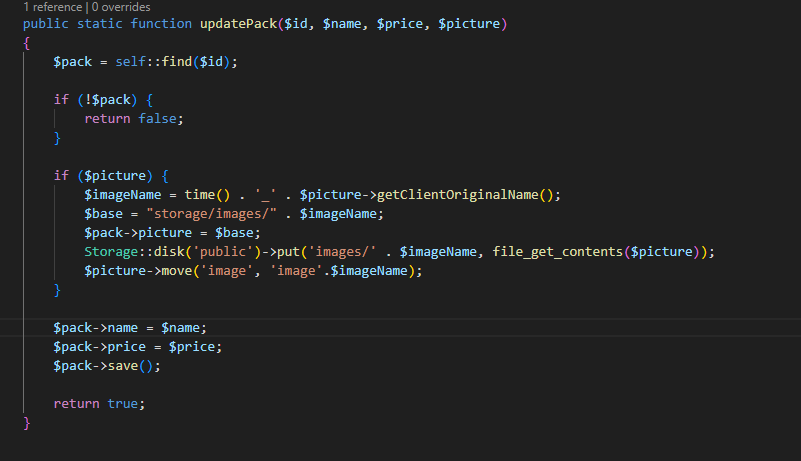 1 reference | 0 overrides
public static function updatePack($id, $name, $price, $picture)
{
$pack = self::find($id);
if (!$pack) {
return false;
}
if ($picture) {
$imageName = time() . '_' . $picture->getClientOriginalName();
$base = "storage/images/" . $imageName;
$pack->picture = $base;
Storage::disk('public')->put('images/' . $imageName, file_get_contents($picture));
$picture->move('image', 'image'.$imageName);
}
$pack->name = $name;
$pack->price = $price;
$pack->save();
return true;
}